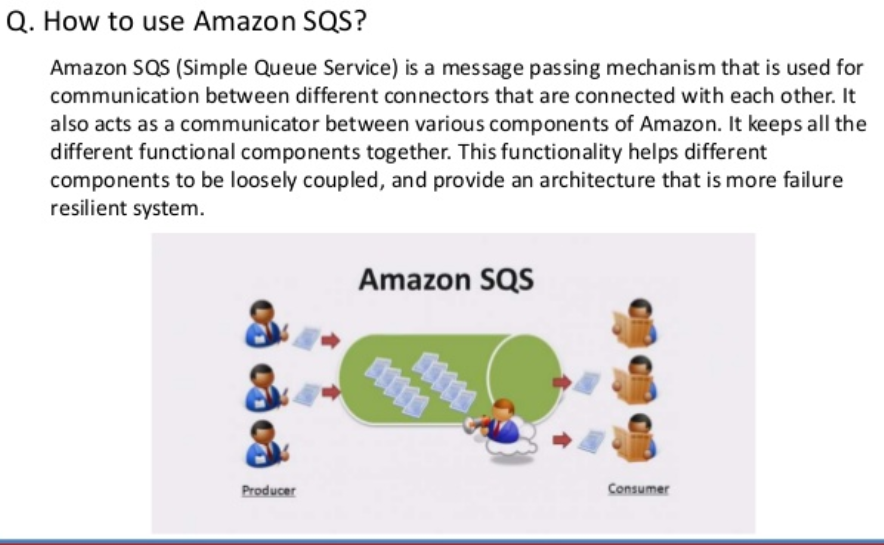 Q. How to use Amazon SQS?
Amazon SQS (Simple Queue Service) is a message passing mechanism that is used for
communication between different connectors that are connected with each other. It
also acts as a communicator between various components of Amazon. It keeps all the
different functional components together. This functionality helps different
components to be loosely coupled, and provide an architecture that is more failure
resilient system.
Amazon SQS
Producer
Consumer